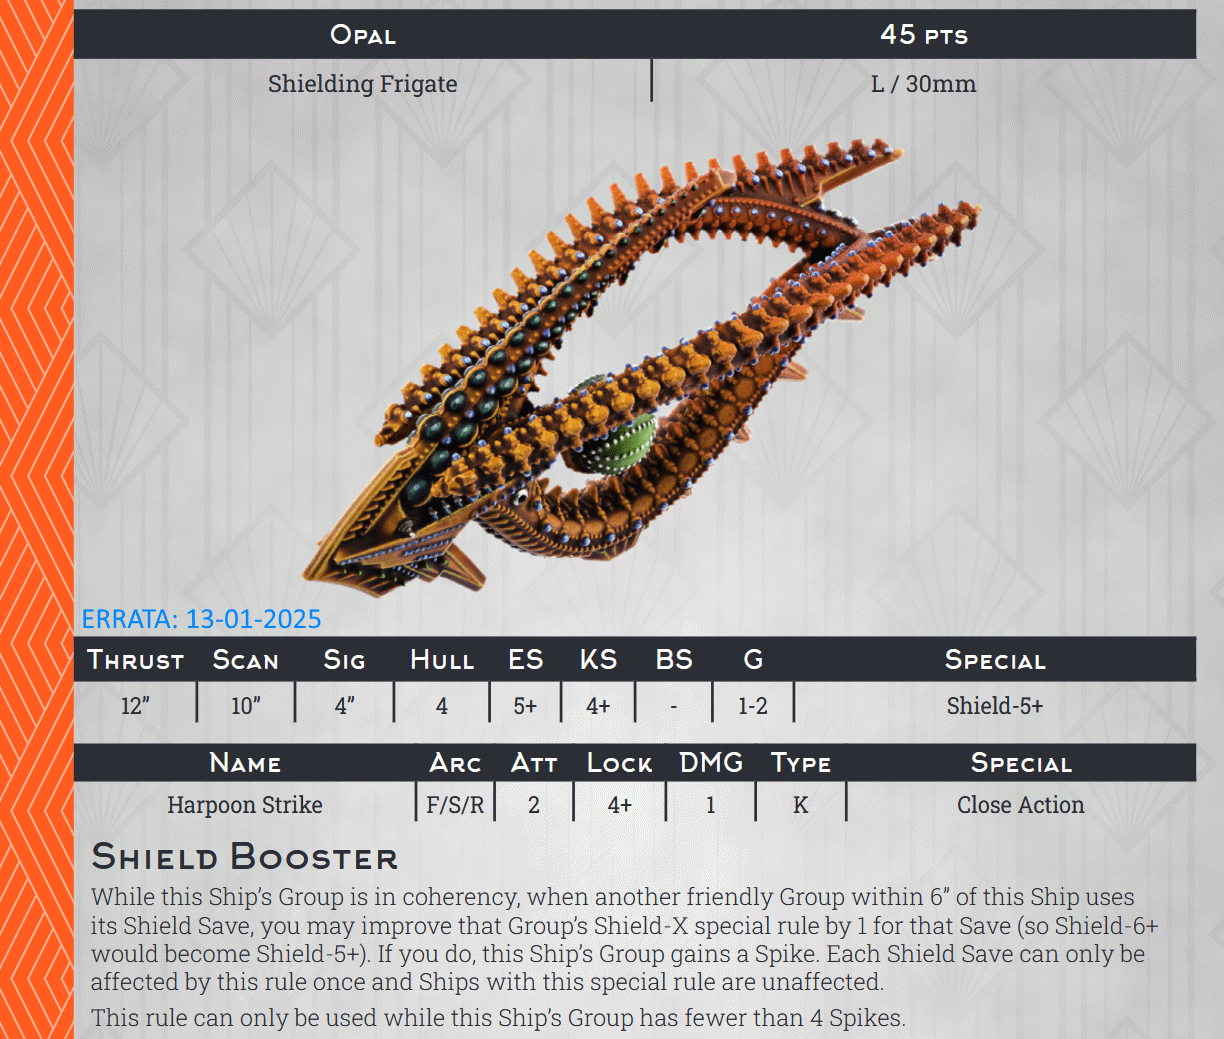 Opal 45 pts
Shielding Frigate L / 30mm
ERRATA: 13-01-2025
Thrust Scan Sig Hull ES KS BS G Special
12” 10” 4” 4 5+ 4+ - 1-2 Shield-5+
Name Arc Att Lock DMG Type Special
Harpoon Strike F/S/R 2 4+ 1 K Close Action
Shield Booster
While this Ship’s Group is in coherency, when another friendly Group within 6” of this Ship uses
its Shield Save, you may improve that Group’s Shield-X special rule by 1 for that Save (so Shield-6+
would become Shield-5+). If you do, this Ship’s Group gains a Spike. Each Shield Save can only be
affected by this rule once and Ships with this special rule are unaffected.
This rule can only be used while this Ship’s Group has fewer than 4 Spikes.